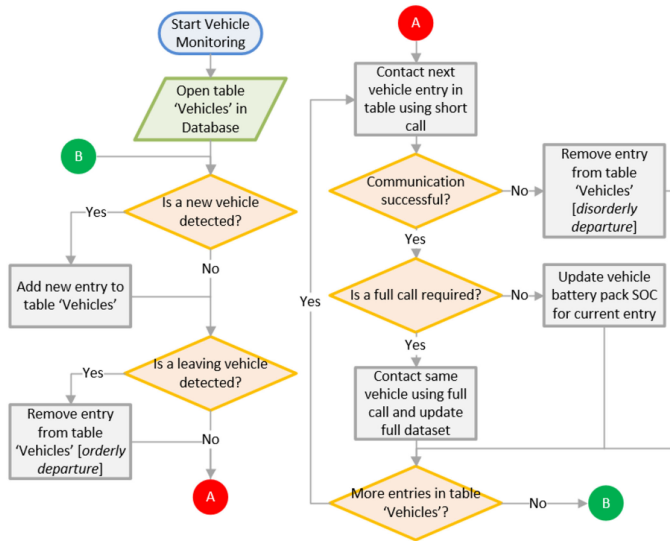 Start Vehicle
Monitoring
Open table
‘Vehicles’ in
Database
B
Is a new vehicle
detected?
Yes
No
Add new entry to
table ‘Vehicles’
Is a leaving vehicle
detected?
Yes
No
Remove entry
from table
‘Vehicles’ [orderly
departure]
A
A
Contact next
vehicle entry in
table using short
call
Communication
successful?
No
Remove entry
from table
‘Vehicles’
[disorderly
departure]
Yes
Is a full call required?
No
Update vehicle
battery pack SOC
for current entry
Yes
Yes
Contact same
vehicle using full
call and update
full dataset
More entries in table
‘Vehicles’?
No
B